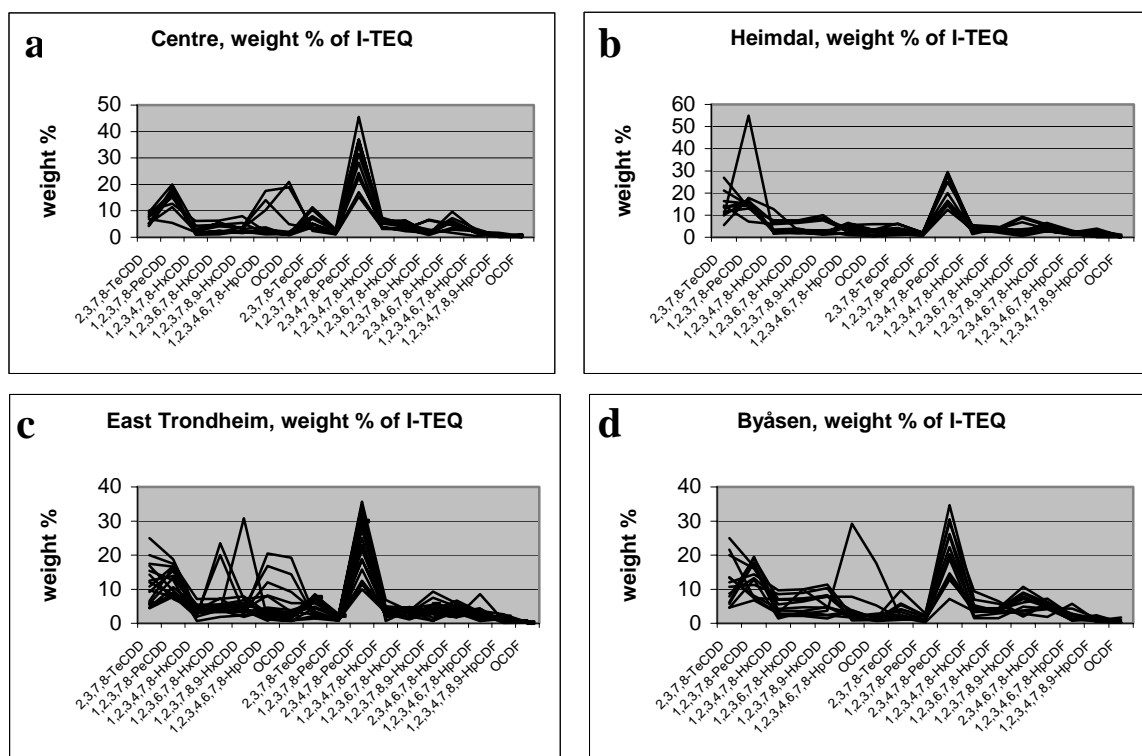 a
Centre, weight % of I-TEQ
weight %
50
40
30
20
10
0
2,3,7,8-TeCDD
1,2,3,7,8-PeCDD
1,2,3,4,7,8-HxCDD
1,2,3,6,7,8-HxCDD
1,2,3,7,8,9-HxCDD
1,2,3,4,6,7,8-HpCDD
OCDD
2,3,7,8-TeCDF
1,2,3,7,8-PeCDF
2,3,4,7,8-PeCDF
1,2,3,4,7,8-HxCDF
1,2,3,6,7,8-HxCDF
1,2,3,7,8,9-HxCDF
2,3,4,6,7,8-HxCDF
1,2,3,4,6,7,8-HpCDF
1,2,3,4,7,8,9-HpCDF
OCDF
b
Heimdal, weight % of I-TEQ
weight %
60
50
40
30
20
10
0
2,3,7,8-TeCDD
1,2,3,7,8-PeCDD
1,2,3,4,7,8-HxCDD
1,2,3,6,7,8-HxCDD
1,2,3,7,8,9-HxCDD
1,2,3,4,6,7,8-HpCDD
OCDD
2,3,7,8-TeCDF
1,2,3,7,8-PeCDF
2,3,4,7,8-PeCDF
1,2,3,4,7,8-HxCDF
1,2,3,6,7,8-HxCDF
1,2,3,7,8,9-HxCDF
2,3,4,6,7,8-HxCDF
1,2,3,4,6,7,8-HpCDF
1,2,3,4,7,8,9-HpCDF
OCDF
c
East Trondheim, weight % of I-TEQ
weight %
40
30
20
10
0
2,3,7,8-TeCDD
1,2,3,7,8-PeCDD
1,2,3,4,7,8-HxCDD
1,2,3,6,7,8-HxCDD
1,2,3,7,8,9-HxCDD
1,2,3,4,6,7,8-HpCDD
OCDD
2,3,7,8-TeCDF
1,2,3,7,8-PeCDF
2,3,4,7,8-PeCDF
1,2,3,4,7,8-HxCDF
1,2,3,6,7,8-HxCDF
1,2,3,7,8,9-HxCDF
2,3,4,6,7,8-HxCDF
1,2,3,4,6,7,8-HpCDF
1,2,3,4,7,8,9-HpCDF
OCDF
d
Byåsen, weight % of I-TEQ
weight %
40
30
20
10
0
2,3,7,8-TeCDD
1,2,3,7,8-PeCDD
1,2,3,4,7,8-HxCDD
1,2,3,6,7,8-HxCDD
1,2,3,7,8,9-HxCDD
1,2,3,4,6,7,8-HpCDD
OCDD
2,3,7,8-TeCDF
1,2,3,7,8-PeCDF
2,3,4,7,8-PeCDF
1,2,3,4,7,8-HxCDF
1,2,3,6,7,8-HxCDF
1,2,3,7,8,9-HxCDF
2,3,4,6,7,8-HxCDF
1,2,3,4,6,7,8-HpCDF
1,2,3,4,7,8,9-HpCDF
OCDF